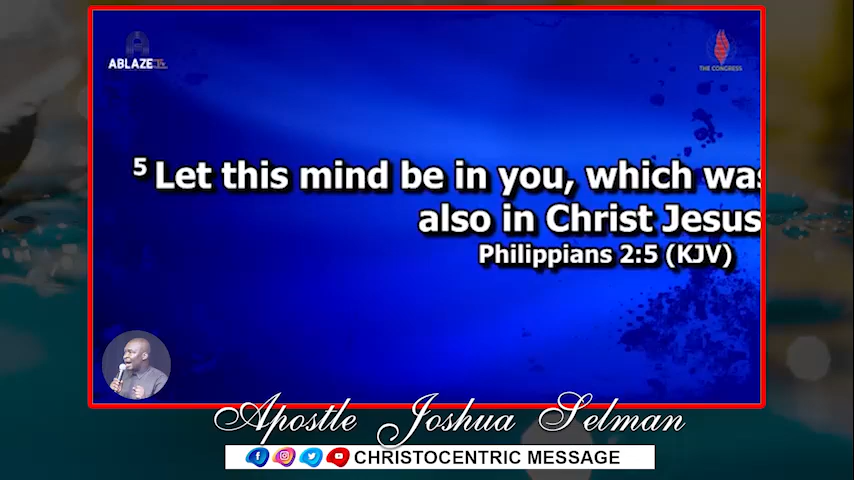 ABLAZE TV
THE CONGRESS
5 Let this mind be in you, which was
also in Christ Jesus
Philippians 2:5 (KJV)
Apostle Joshua Selman
CHRISTOCENTRIC MESSAGE